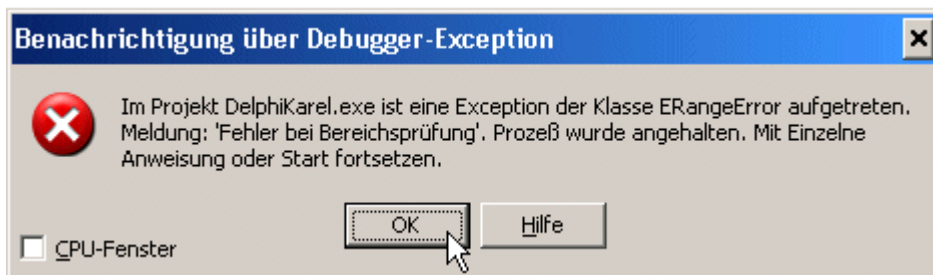 Benachrichtigung über Debugger-Exception
Im Projekt DelphiKarel.exe ist eine Exception der Klasse ERangeError aufgetreten.
Meldung: 'Fehler bei Bereichsprüfung'. Prozeß wurde angehalten. Mit Einzelne
Anweisung oder Start fortsetzen.
OK
Hilfe
CPU-Fenster